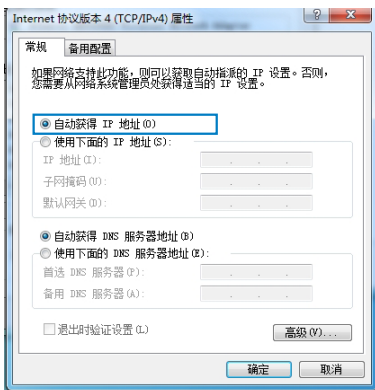 Internet 协议版本 4 (TCP/IPv4) 属性
常规 备用配置
如果网络支持此功能，则可以获取自动指派的 IP 设置。否则，
您需要从网络系统管理员处获得适当的 IP 设置。
自动获得 IP 地址(O)
使用下面的 IP 地址(S):
IP 地址(I):
子网掩码(U):
默认网关(D):
自动获得 DNS 服务器地址(B)
使用下面的 DNS 服务器地址(E):
首选 DNS 服务器(P):
备用 DNS 服务器(A):
退出时验证设置(L)
高级(V)...
确定 取消